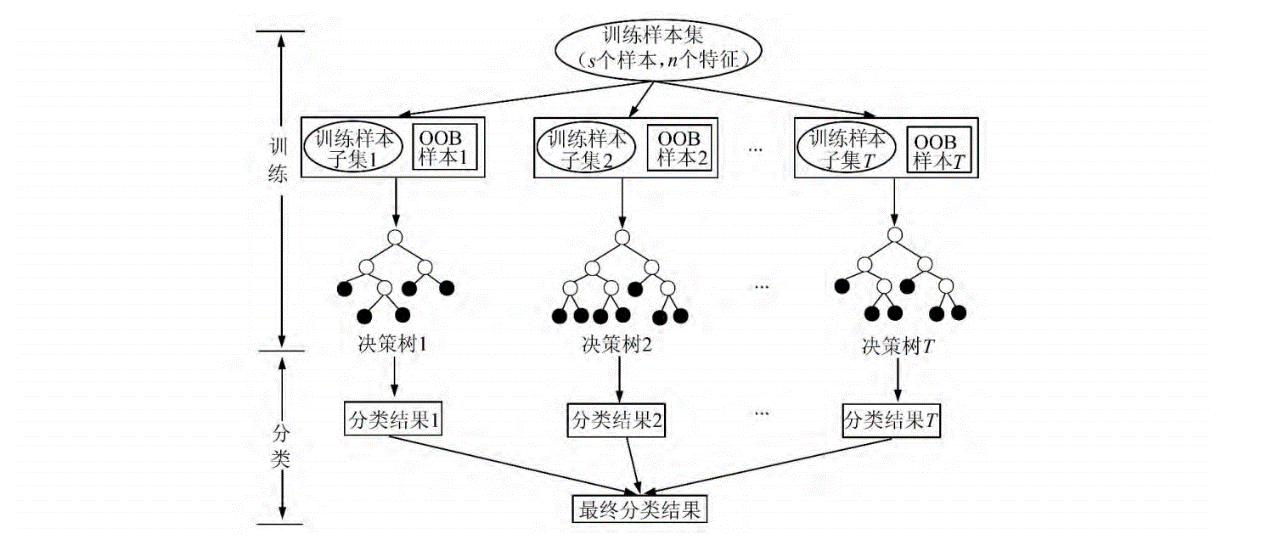 训练样本集
（s个样本,n个特征）
训练样本
子集1
OOB
样本1
训练样本
子集2
OOB
样本2
...
训练样本
子集T
OOB
样本T
训
练
...
决策树1
决策树2
决策树T
分类结果1
分类结果2
...
分类结果T
分
类
最终分类结果